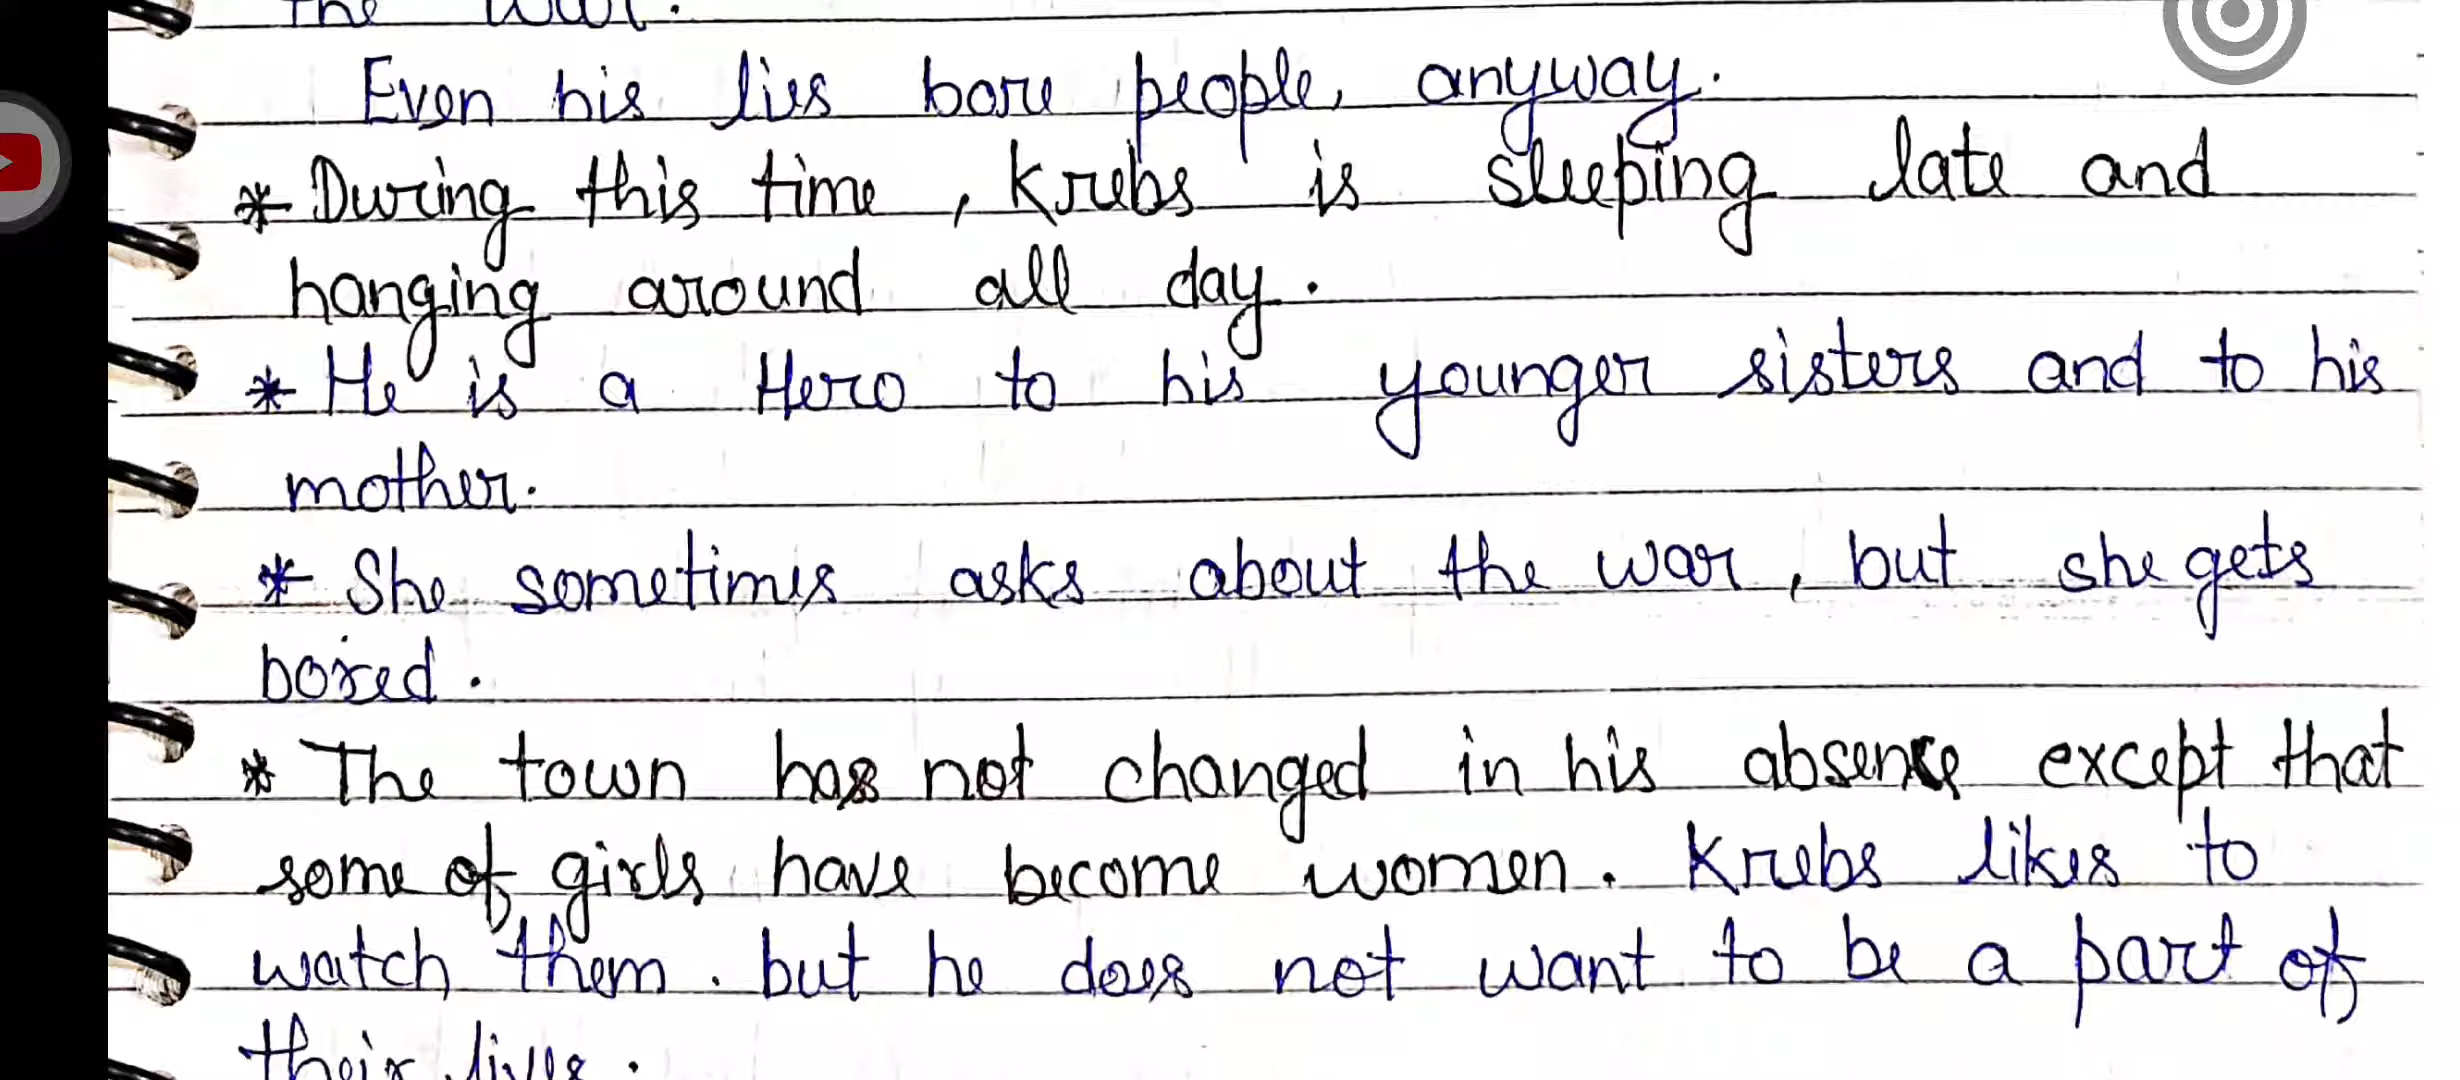 the war.
Even his lies bore people, anyway.
* During this time, Krebs is sleeping late and
hanging around all day.
* He is a Hero to his younger sisters and to his
mother.
* She sometimes asks about the war, but she gets
bored.
* The town has not changed in his absence except that
some of girls have become women. Krebs likes to
watch them. but he does not want to be a part of
their lives.